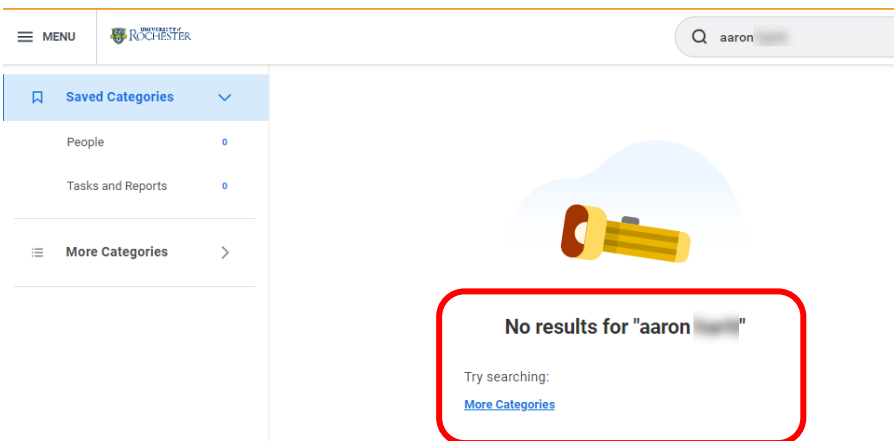 MENU
UNIVERSITY of
ROCHESTER
aaron
Saved Categories
People 0
Tasks and Reports 0
More Categories
No results for "aaron "
Try searching:
More Categories